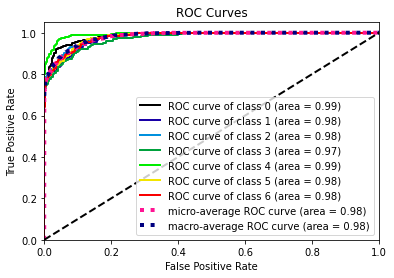 ROC Curves
True Positive Rate
1.0
0.8
0.6
0.4
0.2
0.0
ROC curve of class 0 (area = 0.99)
ROC curve of class 1 (area = 0.98)
ROC curve of class 2 (area = 0.98)
ROC curve of class 3 (area = 0.97)
ROC curve of class 4 (area = 0.99)
ROC curve of class 5 (area = 0.98)
ROC curve of class 6 (area = 0.98)
micro-average ROC curve (area = 0.98)
macro-average ROC curve (area = 0.98)
0.0 0.2 0.4 0.6 0.8 1.0
False Positive Rate